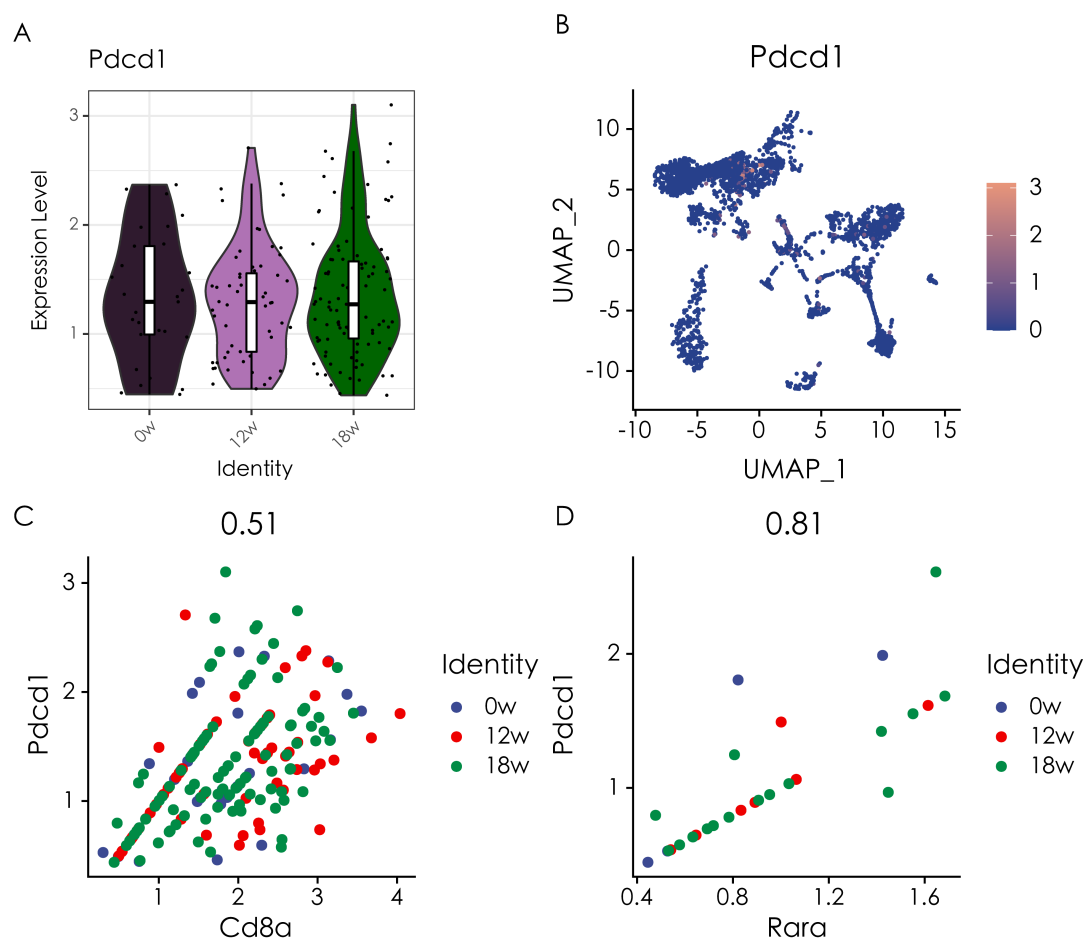 A
Pdcd1
Expression Level
3
2
1
0w
12w
18w
Identity
B
Pdcd1
UMAP_2
10
5
0
-5
-10
-10
-5
0
5
10
15
UMAP_1
3
2
1
0
C
0.51
Pdcd1
3
2
1
1
2
3
4
Cd8a
Identity
0w
12w
18w
D
0.81
Pdcd1
2
1
0.4
0.8
1.2
1.6
Rara
Identity
0w
12w
18w